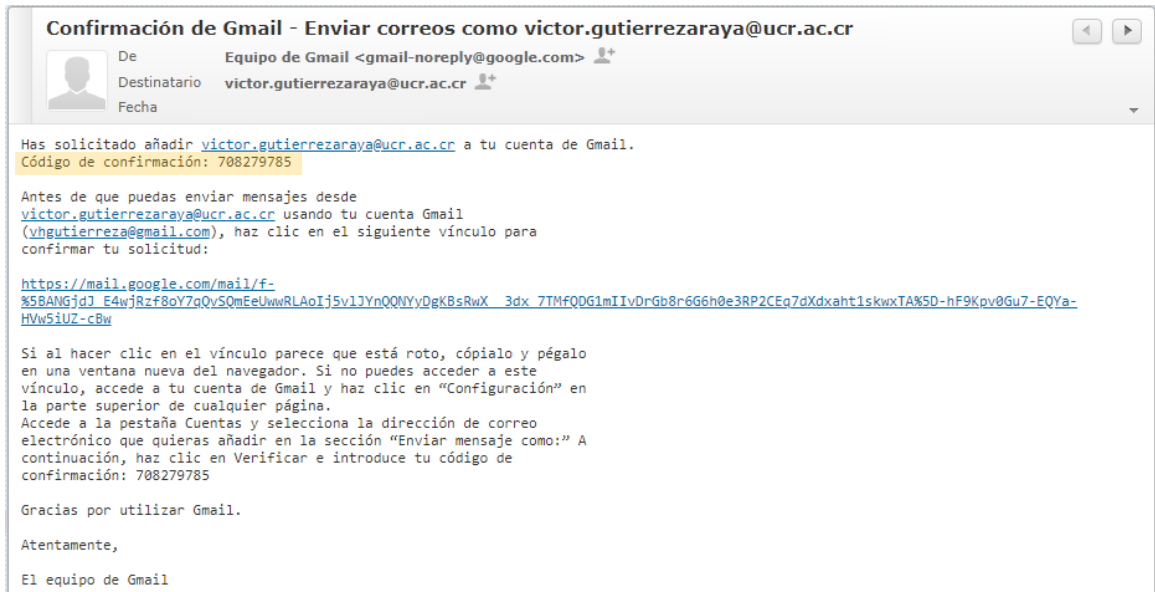 Confirmación de Gmail - Enviar correos como victor.gutierrezaraya@ucr.ac.cr
De Equipo de Gmail <gmail-noreply@google.com>
Destinatario victor.gutierrezaraya@ucr.ac.cr
Fecha
Has solicitado añadir victor.gutierrezaraya@ucr.ac.cr a tu cuenta de Gmail.
Código de confirmación: 708279785
Antes de que puedas enviar mensajes desde
victor.gutierrezaraya@ucr.ac.cr usando tu cuenta Gmail
(vhgutierreza@gmail.com), haz clic en el siguiente vínculo para
confirmar tu solicitud:
https://mail.google.com/mail/f-
%5BANGjdJ_E4wjRzf8oY7qQvSQmEeUwwRLAoIj5vlJYnQQNYyDgKBsRwX__3dx_7TMfQDG1mIIvDrGb8r6G6h0e3RP2CEq7dXdxaht1skwxTA%5D-hF9Kpv0Gu7-EQYa-
HVw5iUZ-cBw
Si al hacer clic en el vínculo parece que está roto, cópialo y pégalo
en una ventana nueva del navegador. Si no puedes acceder a este
vínculo, accede a tu cuenta de Gmail y haz clic en “Configuración” en
la parte superior de cualquier página.
Accede a la pestaña Cuentas y selecciona la dirección de correo
electrónico que quieras añadir en la sección “Enviar mensaje como:” A
continuación, haz clic en Verificar e introduce tu código de
confirmación: 708279785
Gracias por utilizar Gmail.
Atentamente,
El equipo de Gmail